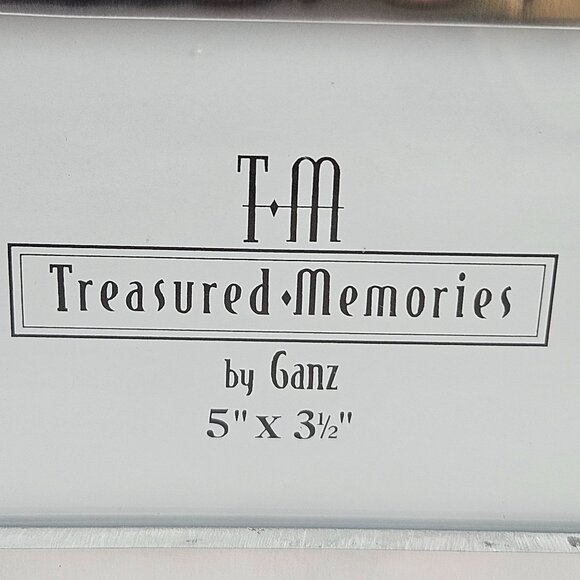 T♦M
Treasured♦Memories
by Ganz
5" x 3½"